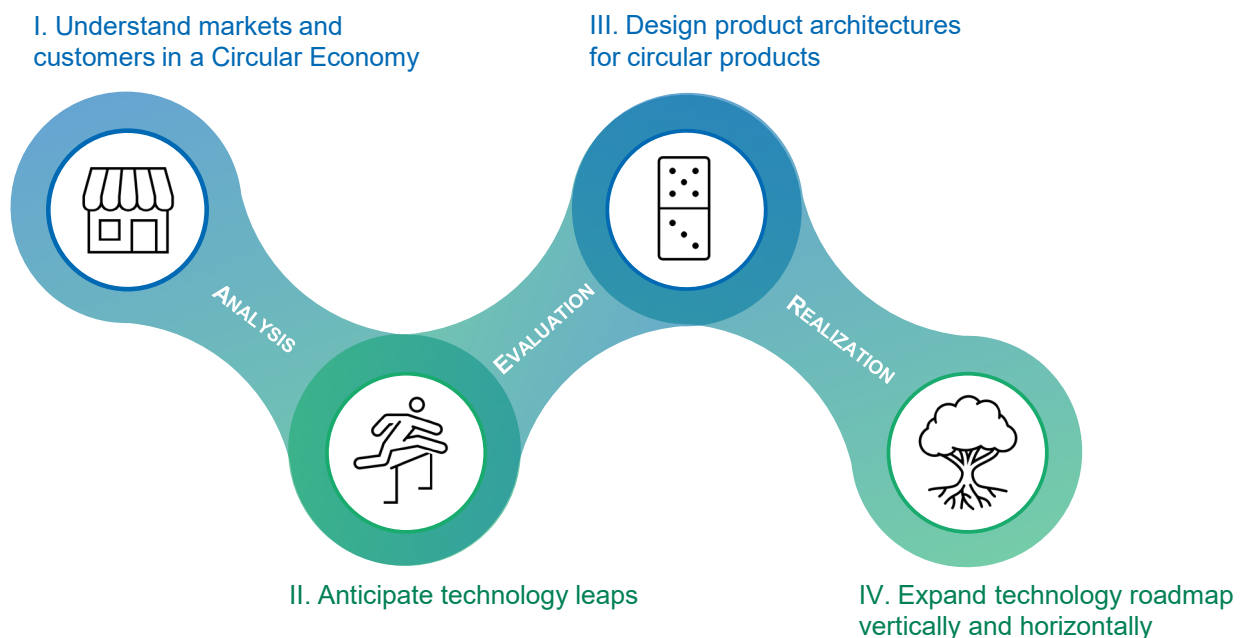 I. Understand markets and
customers in a Circular Economy
ANALYSIS
II. Anticipate technology leaps
EVALUATION
III. Design product architectures
for circular products
REALIZATION
IV. Expand technology roadmap
vertically and horizontally